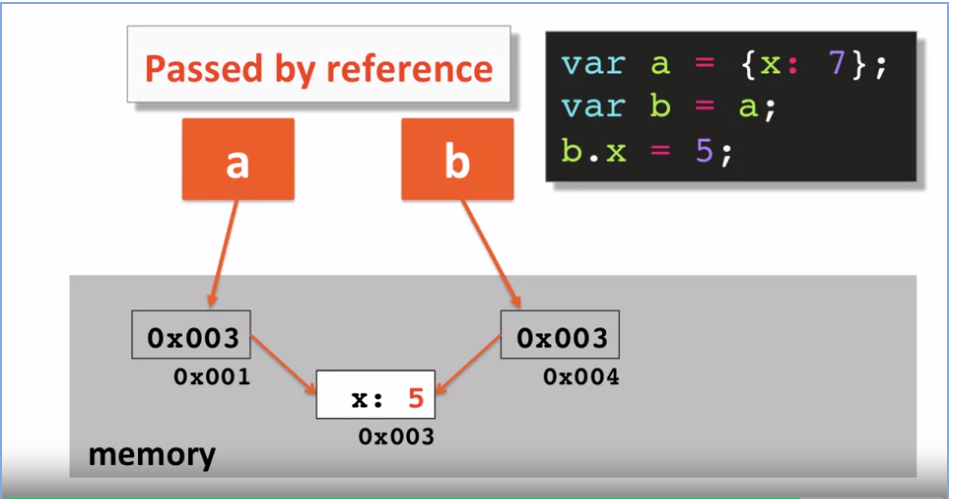 Passed by reference
var a = {x: 7};
var b = a;
b.x = 5;
a
b
0x003
0x001
0x003
0x004
x: 5
0x003
memory